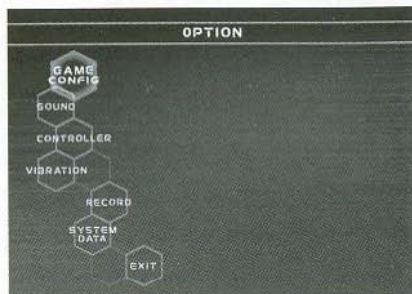 OPTION
GAME
CONFIG
SOUND
CONTROLLER
VIBRATION
RECORD
SYSTEM
DATA
EXIT